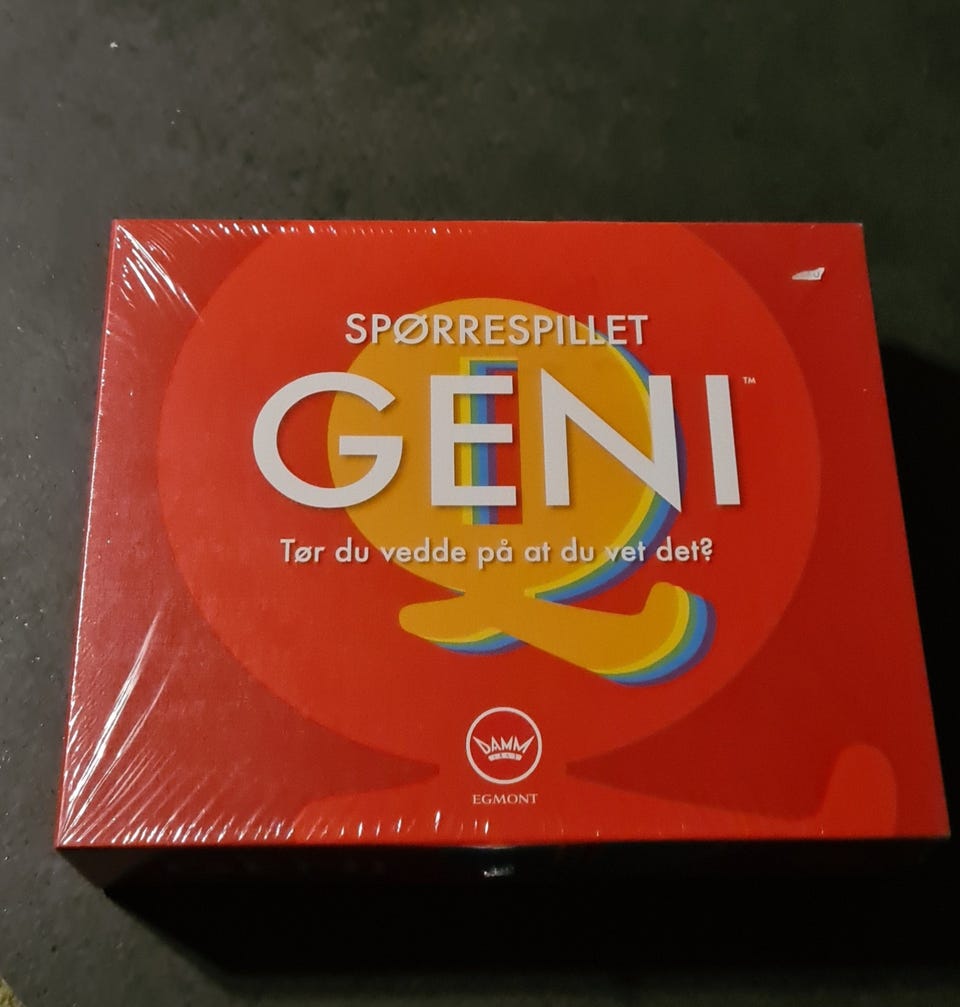 SPØRRESPILLET
GENI™
Tør du vedde på at du vet det?
DAMM
EGMONT